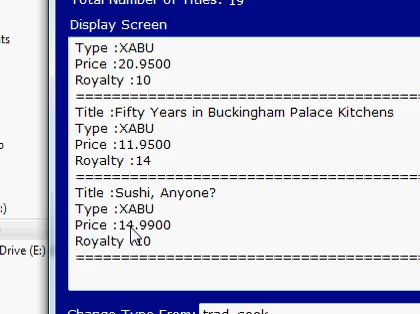 Total Number of Titles: 19
Display Screen
Type :XABU
Price :20.9500
Royalty :10
========================================
Title :Fifty Years in Buckingham Palace Kitchens
Type :XABU
Price :11.9500
Royalty :14
========================================
Title :Sushi, Anyone?
Type :XABU
Price :14.9900
Royalty :10
========================================
Change Type From: trad_cook
Drive (E:)